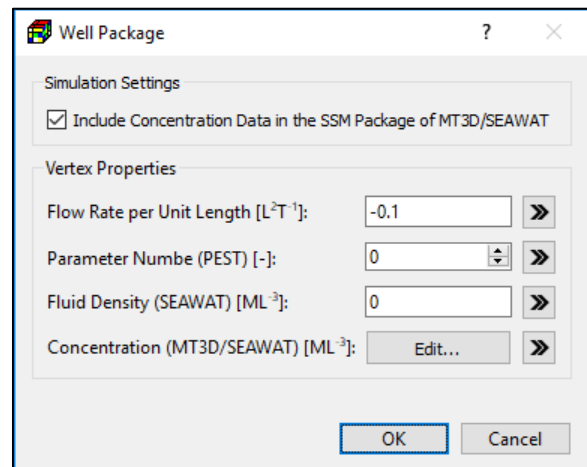 Well Package
?
Simulation Settings
Include Concentration Data in the SSM Package of MT3D/SEAWAT
Vertex Properties
Flow Rate per Unit Length [L²T⁻¹]: -0.1
Parameter Numbe (PEST) [-]: 0
Fluid Density (SEAWAT) [ML⁻³]: 0
Concentration (MT3D/SEAWAT) [ML⁻³]: Edit...
OK Cancel